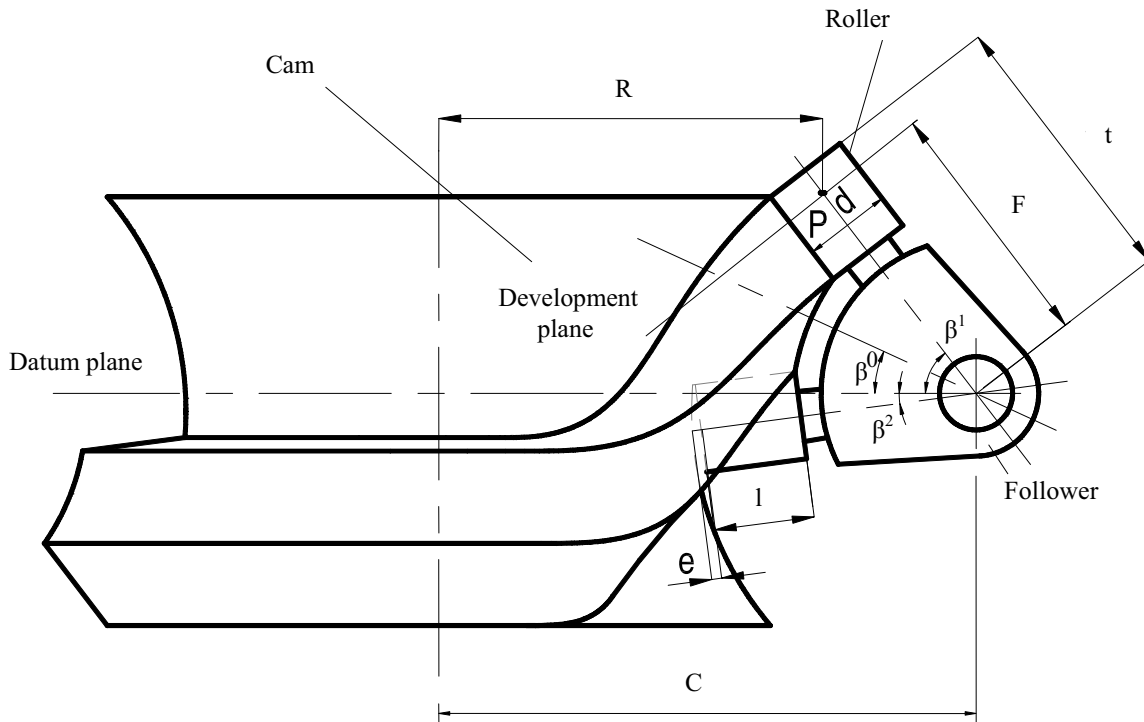 Roller
Cam
R
t
F
d
P
Development
plane
β¹
Datum plane
β⁰
β²
Follower
l
e
C